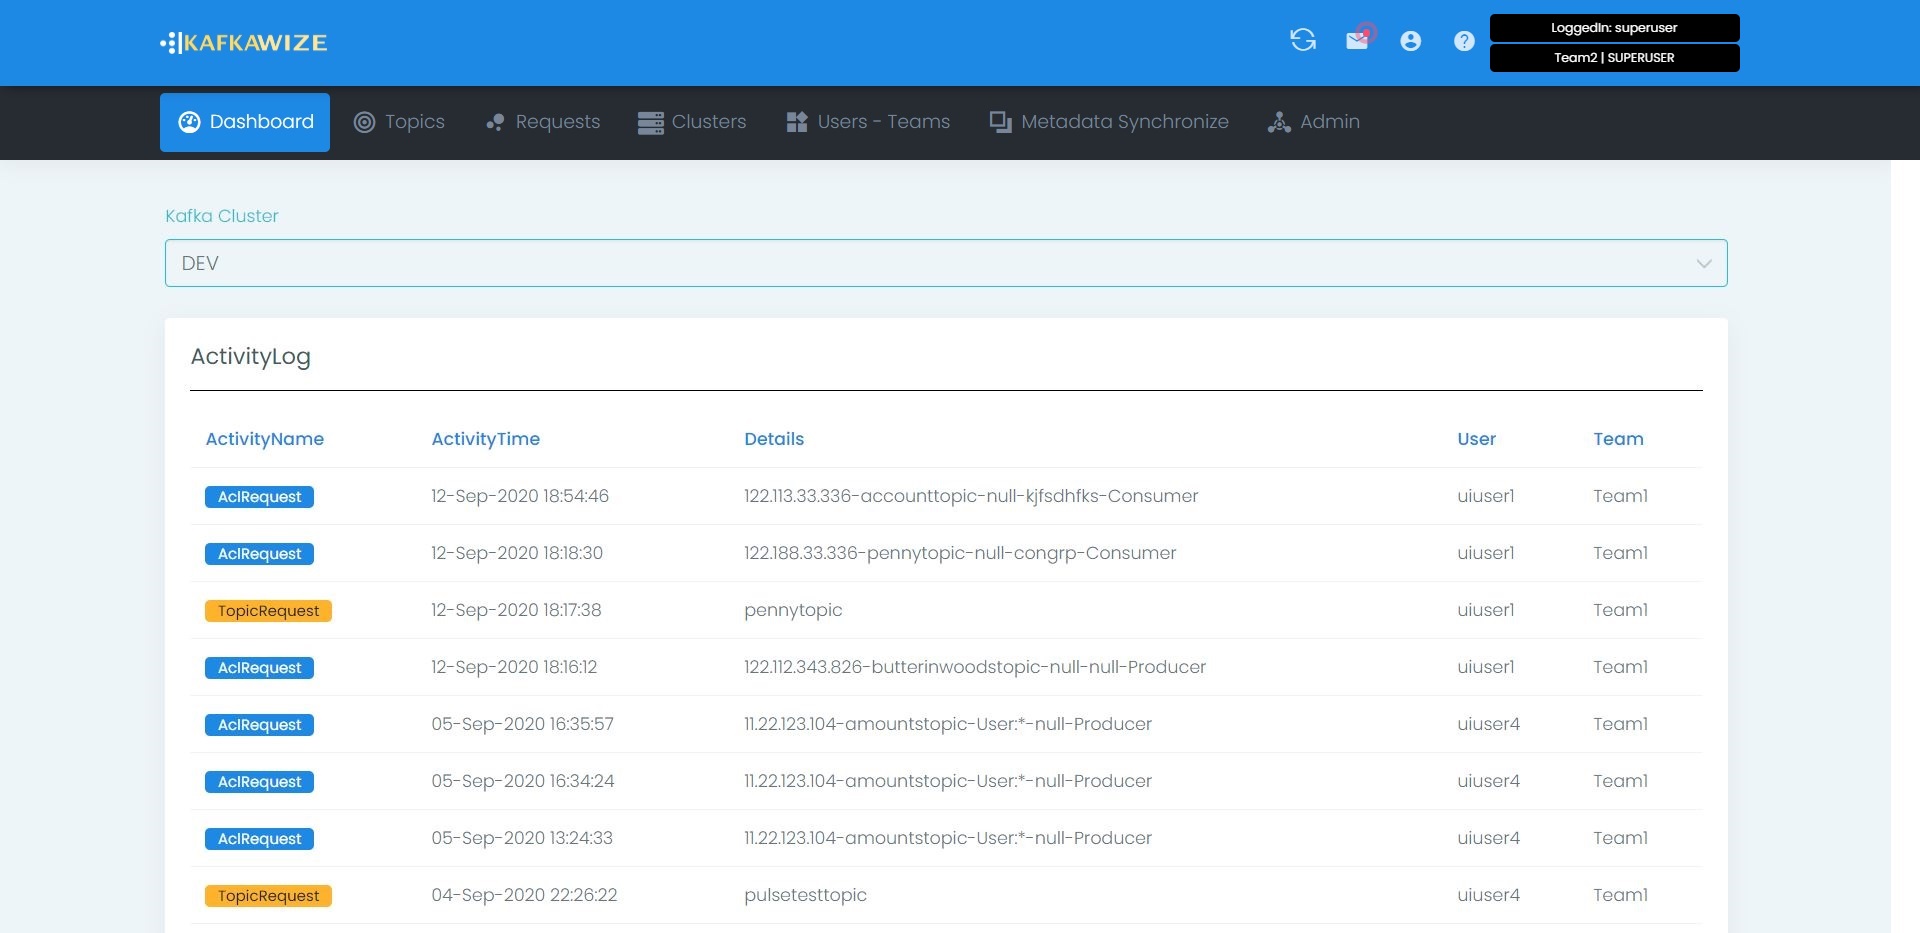 KAFKAWIZE
LoggedIn: superuser
Team2 | SUPERUSER
Dashboard Topics Requests Clusters Users - Teams Metadata Synchronize Admin
Kafka Cluster
DEV
ActivityLog
ActivityName ActivityTime Details User Team
AclRequest 12-Sep-2020 18:54:46 122.113.33.336-accounttopic-null-kjfsdhfks-Consumer uiuser1 Team1
AclRequest 12-Sep-2020 18:18:30 122.188.33.336-pennytopic-null-congrp-Consumer uiuser1 Team1
TopicRequest 12-Sep-2020 18:17:38 pennytopic uiuser1 Team1
AclRequest 12-Sep-2020 18:16:12 122.112.343.826-butterinwoodstopic-null-null-Producer uiuser1 Team1
AclRequest 05-Sep-2020 16:35:57 11.22.123.104-amountstopic-User:*-null-Producer uiuser4 Team1
AclRequest 05-Sep-2020 16:34:24 11.22.123.104-amountstopic-User:*-null-Producer uiuser4 Team1
AclRequest 05-Sep-2020 13:24:33 11.22.123.104-amountstopic-User:*-null-Producer uiuser4 Team1
TopicRequest 04-Sep-2020 22:26:22 pulsetesttopic uiuser4 Team1